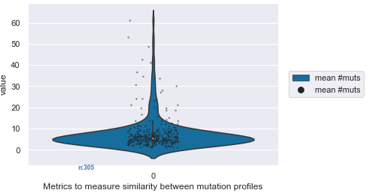 60
50
40
30
20
10
0
value
mean #muts
mean #muts
rc305
0
Metrics to measure similarity between mutation profiles